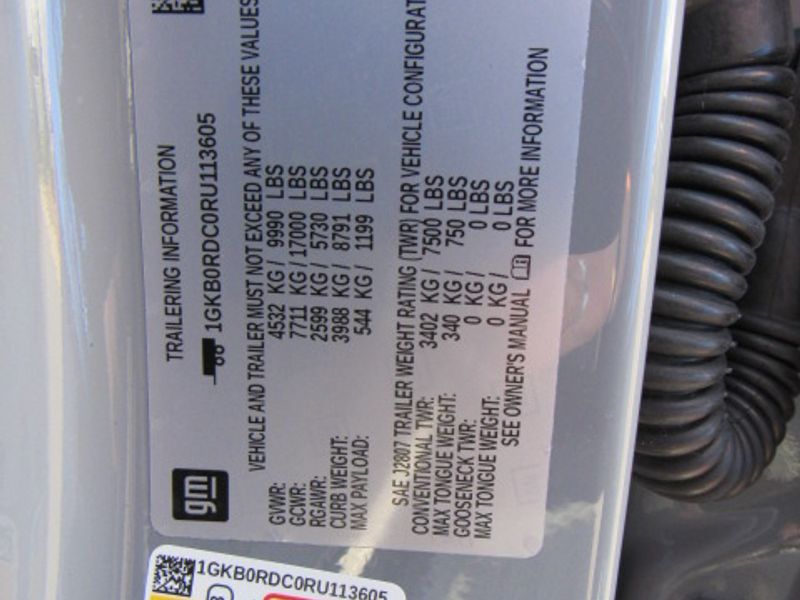 gm
TRAILERING INFORMATION
1GKB0RDC0RU113605
VEHICLE AND TRAILER MUST NOT EXCEED ANY OF THESE VALUES
GVWR: 4532 KG / 9990 LBS
GCWR: 7711 KG / 17000 LBS
RGAWR: 2599 KG / 5730 LBS
CURB WEIGHT: 3988 KG / 8791 LBS
MAX PAYLOAD: 544 KG / 1199 LBS
SAE J2807 TRAILER WEIGHT RATING (TWR) FOR VEHICLE
CONVENTIONAL TWR: 3402 KG / 7500 LBS
MAX TONGUE WEIGHT: 340 KG / 750 LBS
GOOSENECK TWR: 0 KG / 0 LBS
MAX TONGUE WEIGHT: 0 KG / 0 LBS
SEE OWNER'S MANUAL FOR MORE INFORMATION
1GKB0RDC0RU113605